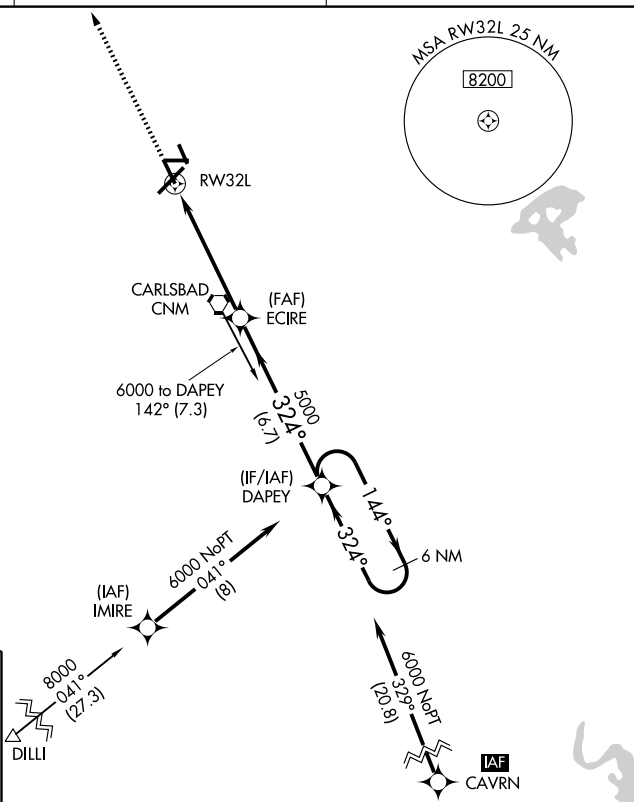 MSA RW32L 25 NM
8200
RW32L
CARLSBAD
CNM
(FAF)
ECIRE
6000 to DAPEY
142° (7.3)
5000
324°
(6.7)
(IF/IAF)
DAPEY
144°
324°
6 NM
6000 NoPT
041°
(8)
(IAF)
IMIRE
8000
041°
(27.3)
DILLI
6000 NoPT
329°
(20.8)
IAF
CAVRN